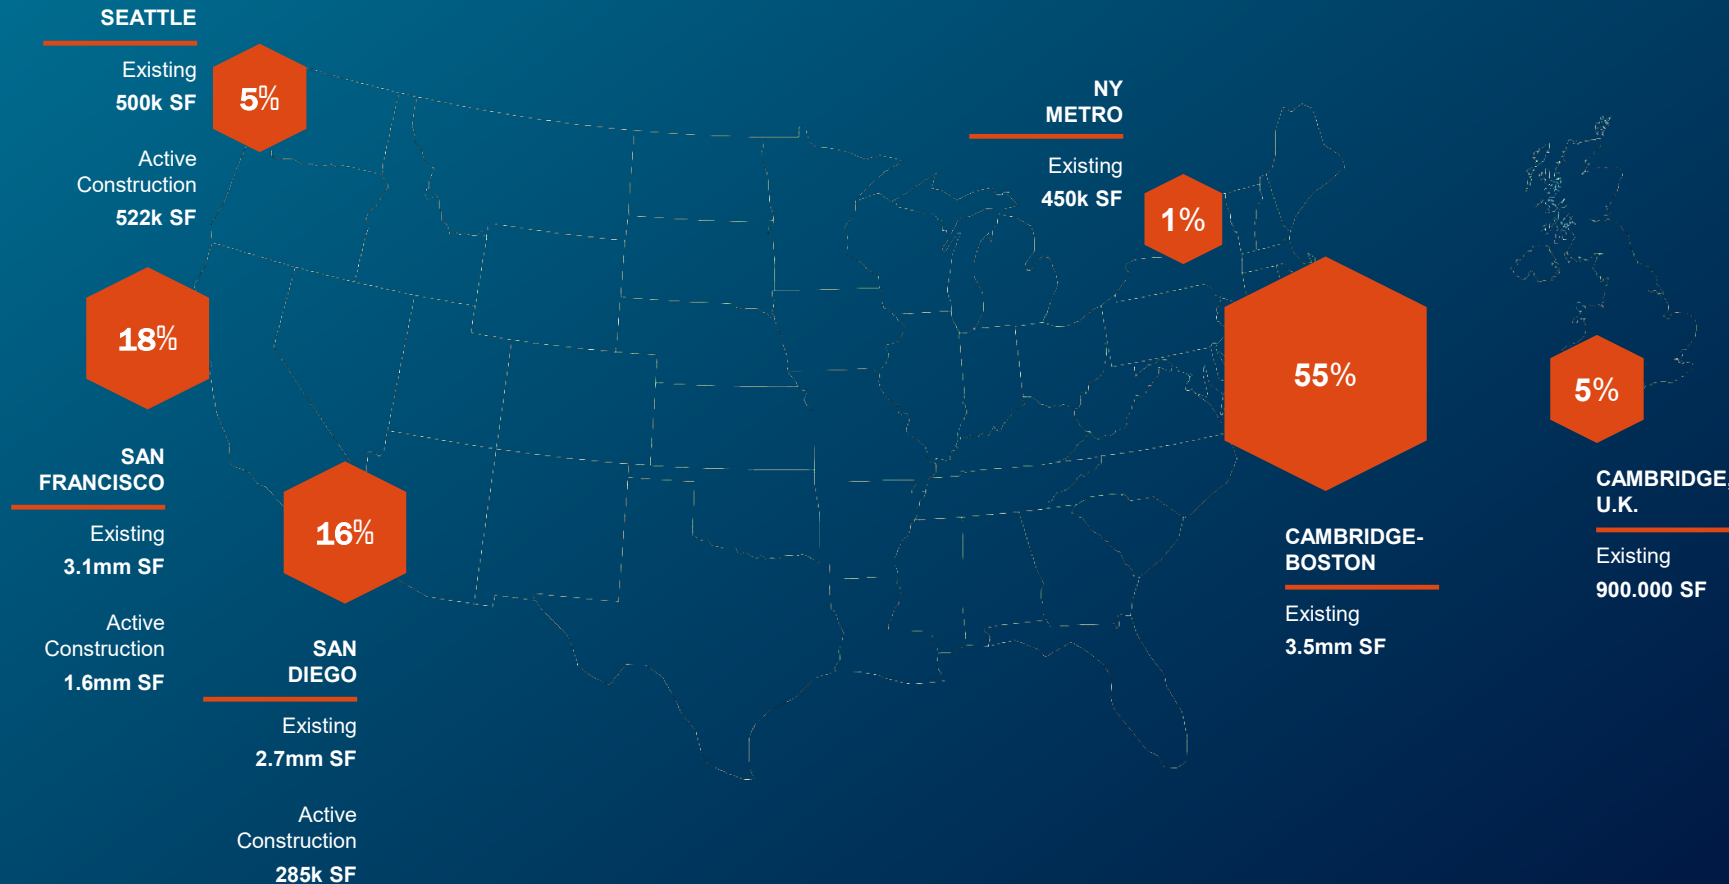 SEATTLE
Existing
500k SF
Active
Construction
522k SF
5%
18%
SAN
FRANCISCO
Existing
3.1mm SF
Active
Construction
1.6mm SF
16%
SAN
DIEGO
Existing
2.7mm SF
Active
Construction
285k SF
NY
METRO
Existing
450k SF
1%
55%
CAMBRIDGE-
BOSTON
Existing
3.5mm SF
5%
CAMBRIDGE,
U.K.
Existing
900.000 SF